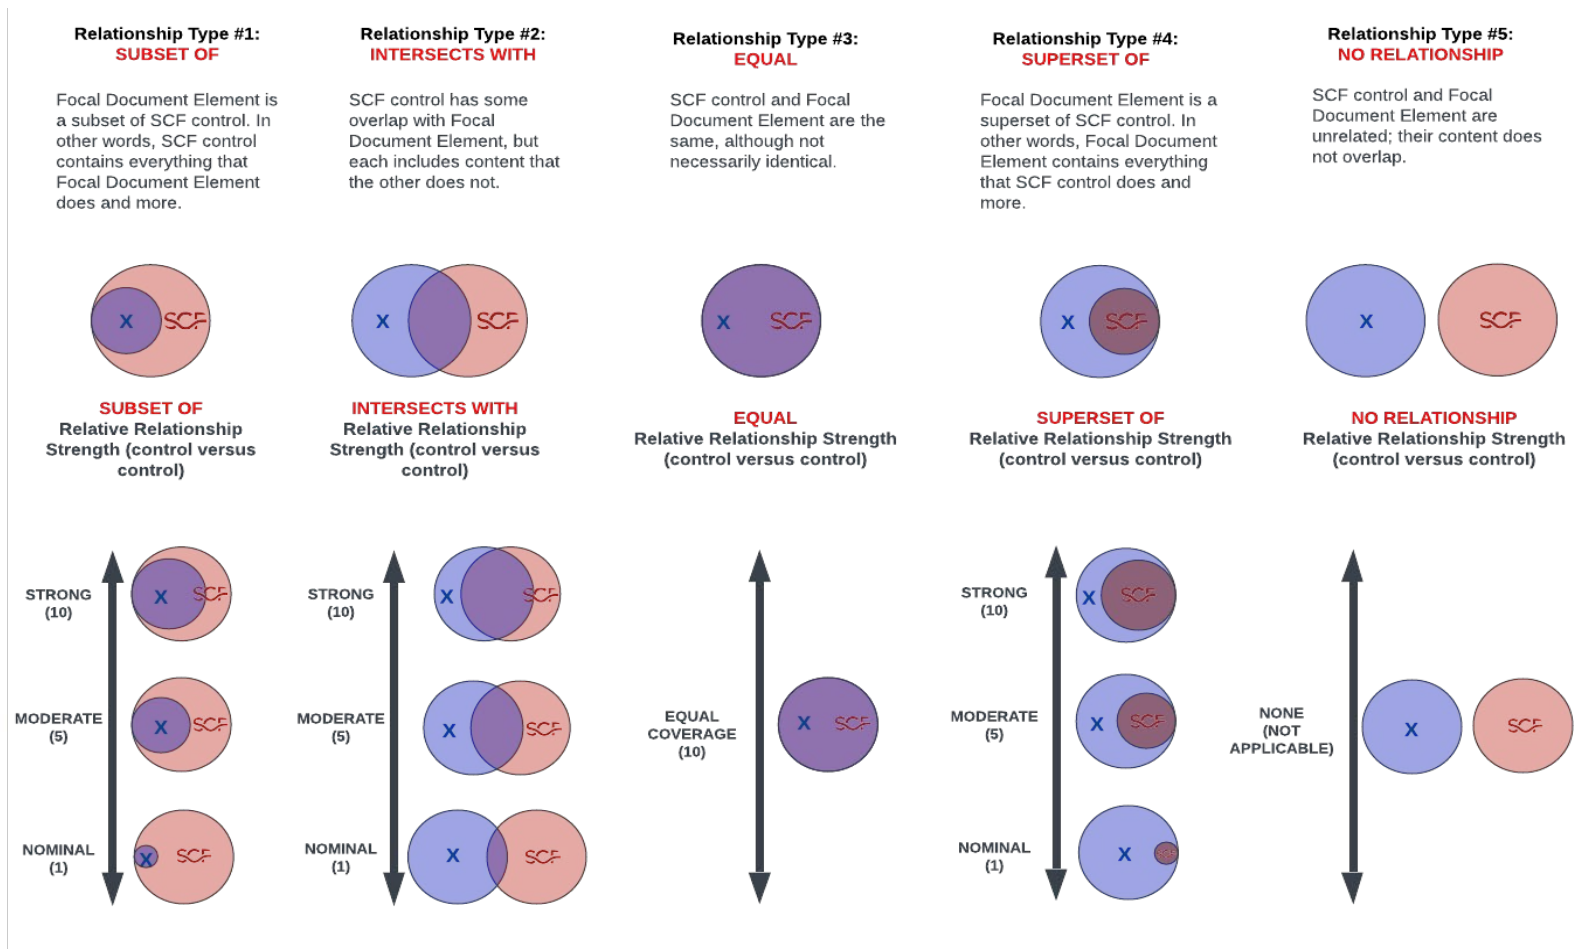 Relationship Type #1:
SUBSET OF
Focal Document Element is
a subset of SCF control. In
other words, SCF control
contains everything that
Focal Document Element
does and more.
X
SCF
SUBSET OF
Relative Relationship
Strength (control versus
control)
STRONG
(10)
X
SCF
MODERATE
(5)
X
SCF
NOMINAL
(1)
X
SCF
Relationship Type #2:
INTERSECTS WITH
SCF control has some
overlap with Focal
Document Element, but
each includes content that
the other does not.
X
SCF
INTERSECTS WITH
Relative Relationship
Strength (control versus
control)
STRONG
(10)
X
SCF
MODERATE
(5)
X
SCF
NOMINAL
(1)
X
SCF
Relationship Type #3:
EQUAL
SCF control and Focal
Document Element are the
same, although not
necessarily identical.
X
SCF
EQUAL
Relative Relationship Strength
(control versus control)
EQUAL
COVERAGE
(10)
X
SCF
Relationship Type #4:
SUPERSET OF
Focal Document Element is a
superset of SCF control. In
other words, Focal Document
Element contains everything
that SCF control does and
more.
X
SCF
SUPERSET OF
Relative Relationship Strength
(control versus control)
STRONG
(10)
X
SCF
MODERATE
(5)
X
SCF
NOMINAL
(1)
X
SCF
Relationship Type #5:
NO RELATIONSHIP
SCF control and Focal
Document Element are
unrelated; their content does
not overlap.
X
SCF
NO RELATIONSHIP
Relative Relationship Strength
(control versus control)
NONE
(NOT
APPLICABLE)
X
SCF